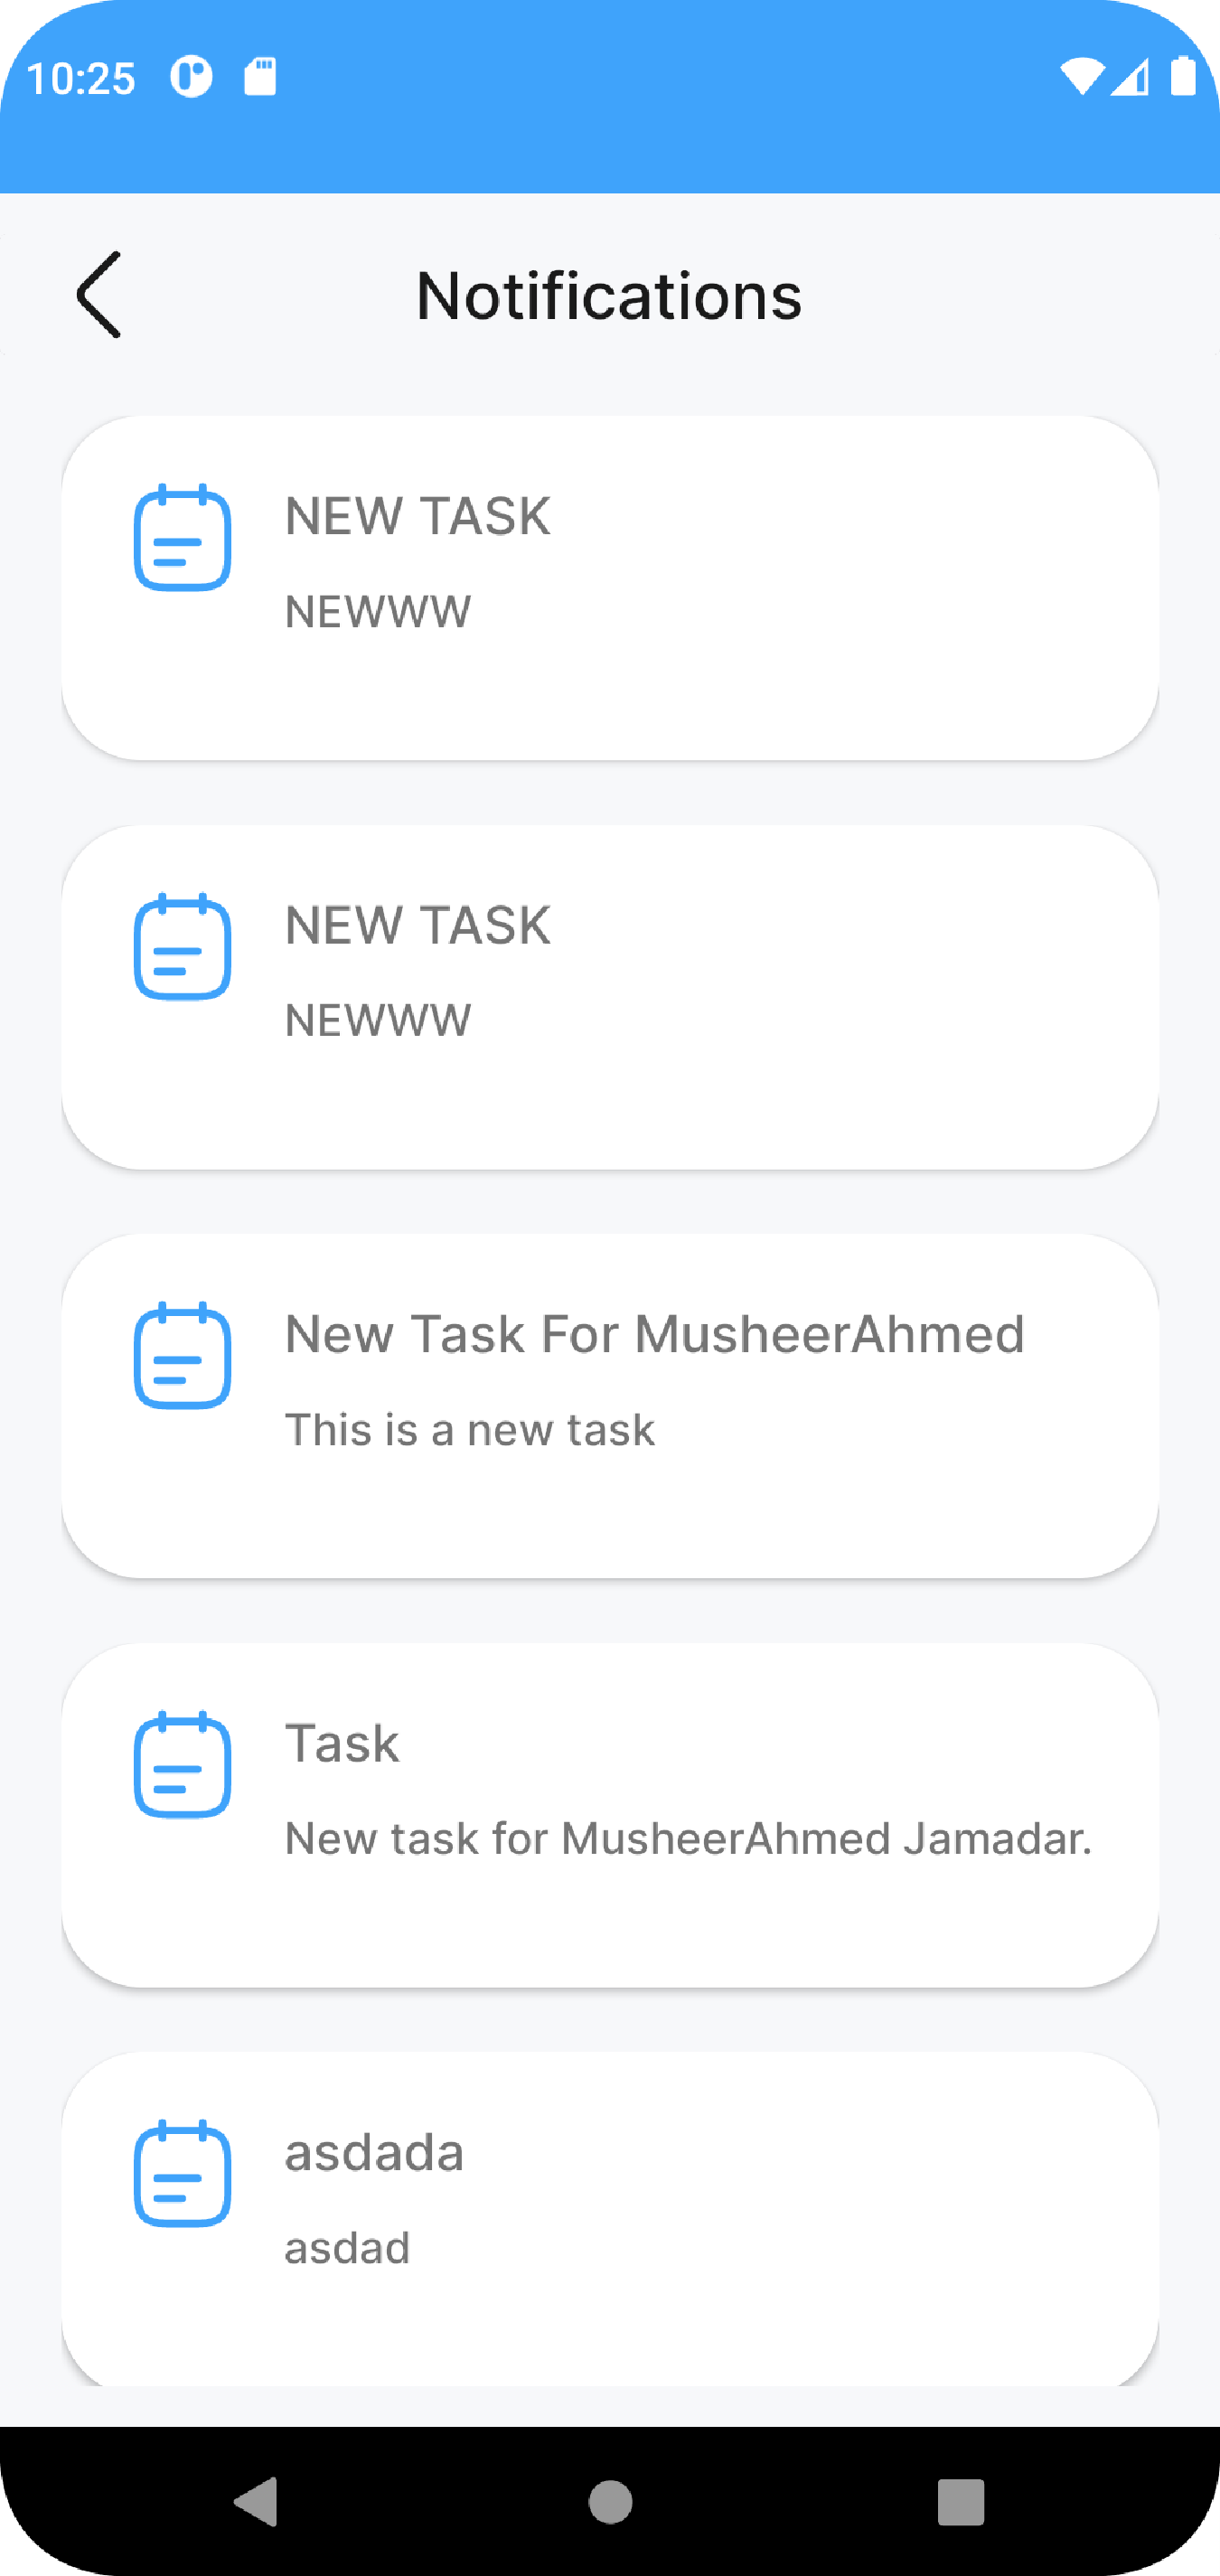 10:25
Notifications
NEW TASK
NEWWW
NEW TASK
NEWWW
New Task For MusheerAhmed
This is a new task
Task
New task for MusheerAhmed Jamadar.
asdada
asdad